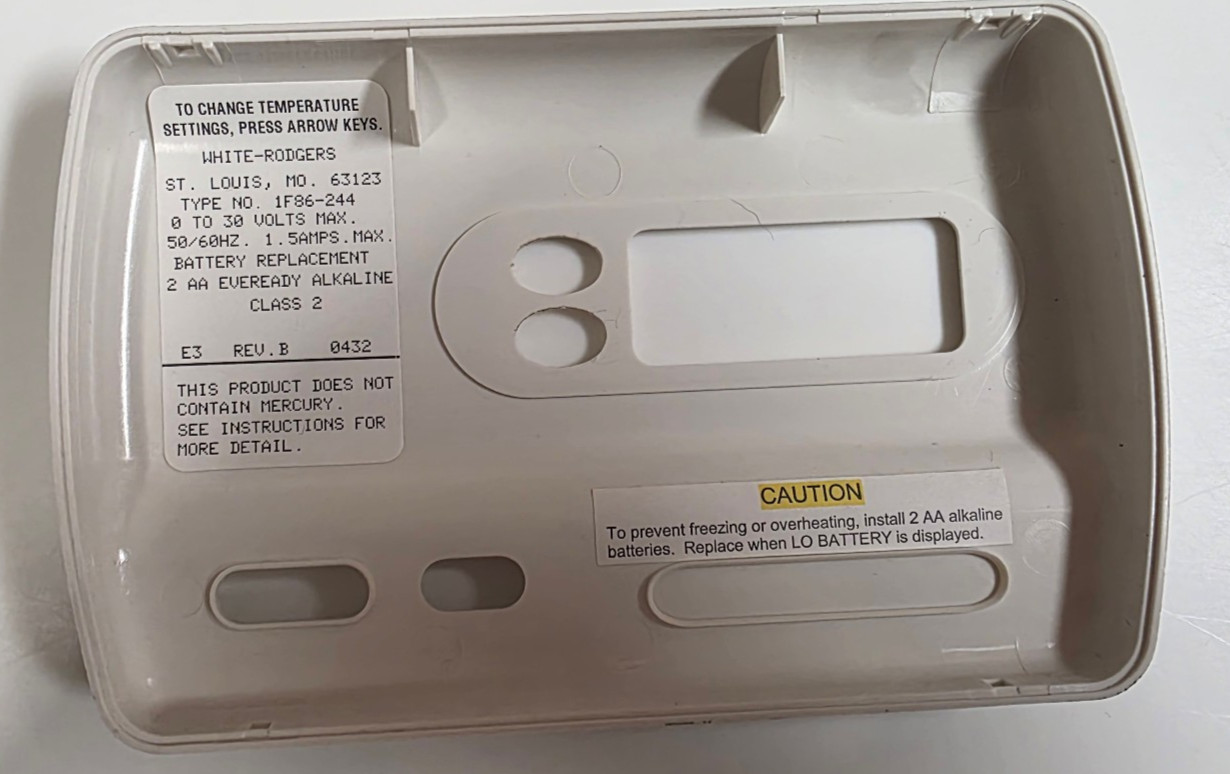 TO CHANGE TEMPERATURE
SETTINGS, PRESS ARROW KEYS.
WHITE-RODGERS
ST. LOUIS, MO. 63123
TYPE NO. 1F86-244
0 TO 30 VOLTS MAX.
50/60HZ. 1.5AMPS.MAX.
BATTERY REPLACEMENT
2 AA EVEREADY ALKALINE
CLASS 2
E3 REV.B 0432
THIS PRODUCT DOES NOT
CONTAIN MERCURY.
SEE INSTRUCTIONS FOR
MORE DETAIL.
CAUTION
To prevent freezing or overheating, install 2 AA alkaline
batteries. Replace when LO BATTERY is displayed.